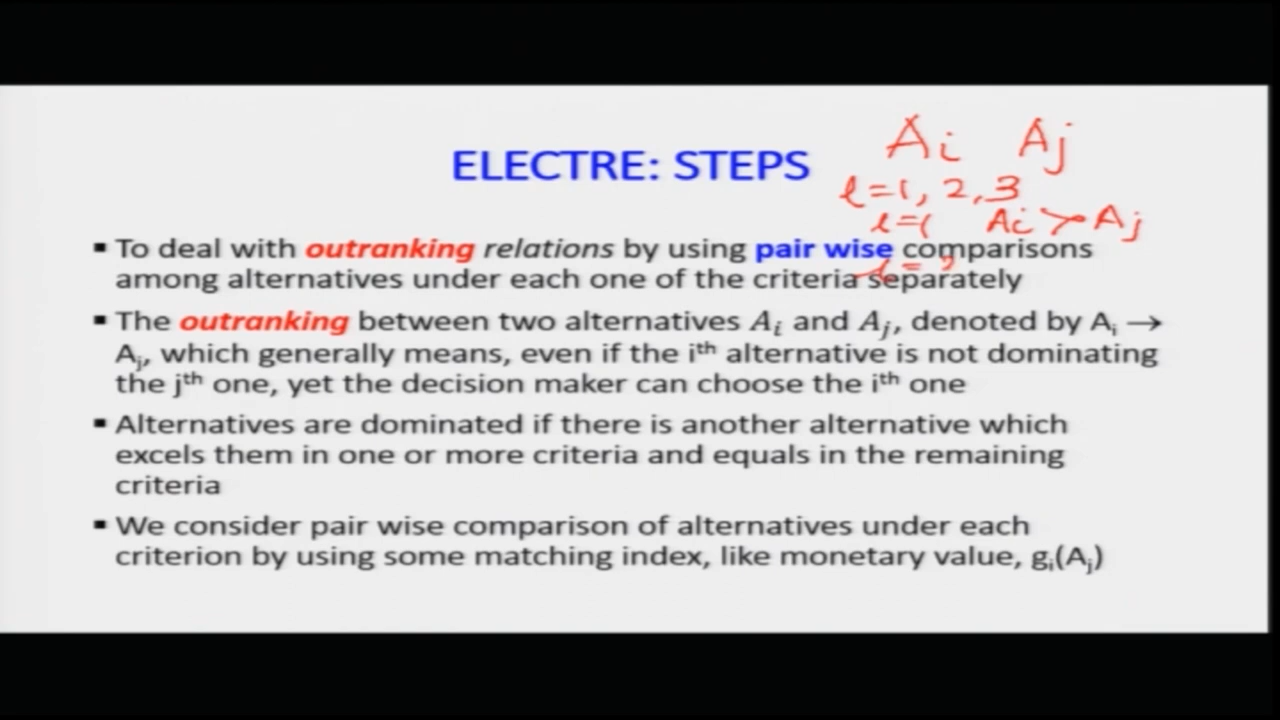 Ai Aj
ELECTRE: STEPS
l=1, 2, 3
l=1 Ai ≻ Aj
▪ To deal with outranking relations by using pair wise comparisons
l = 2
among alternatives under each one of the criteria separately
▪ The outranking between two alternatives Aᵢ and Aⱼ, denoted by Aᵢ →
Aⱼ, which generally means, even if the iᵗʰ alternative is not dominating
the jᵗʰ one, yet the decision maker can choose the iᵗʰ one
▪ Alternatives are dominated if there is another alternative which
excels them in one or more criteria and equals in the remaining
criteria
▪ We consider pair wise comparison of alternatives under each
criterion by using some matching index, like monetary value, gᵢ(Aⱼ)